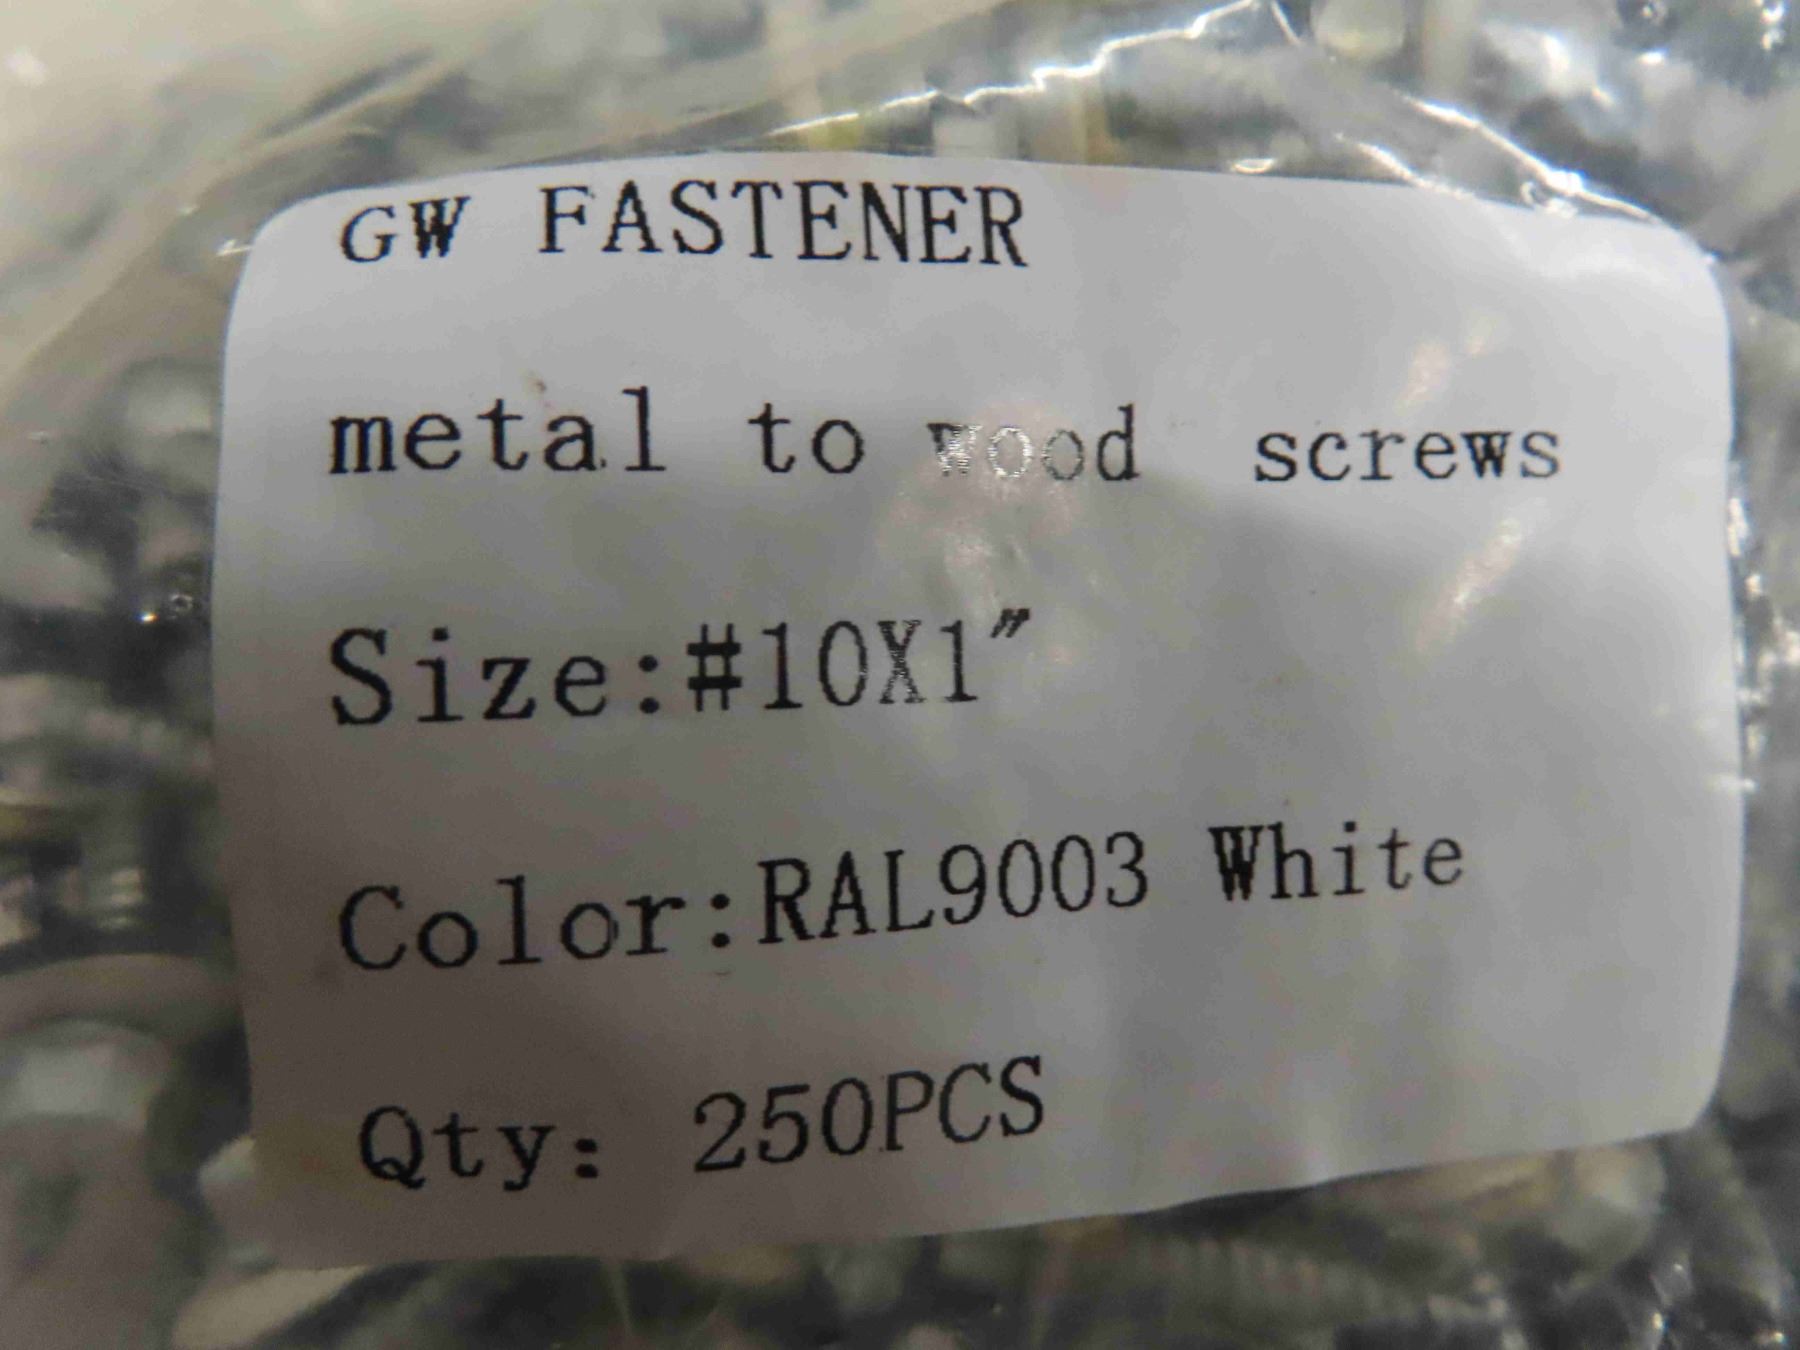 GW FASTENER
metal to wood screws
Size:#10X1"
Color:RAL9003 White
Qty: 250PCS